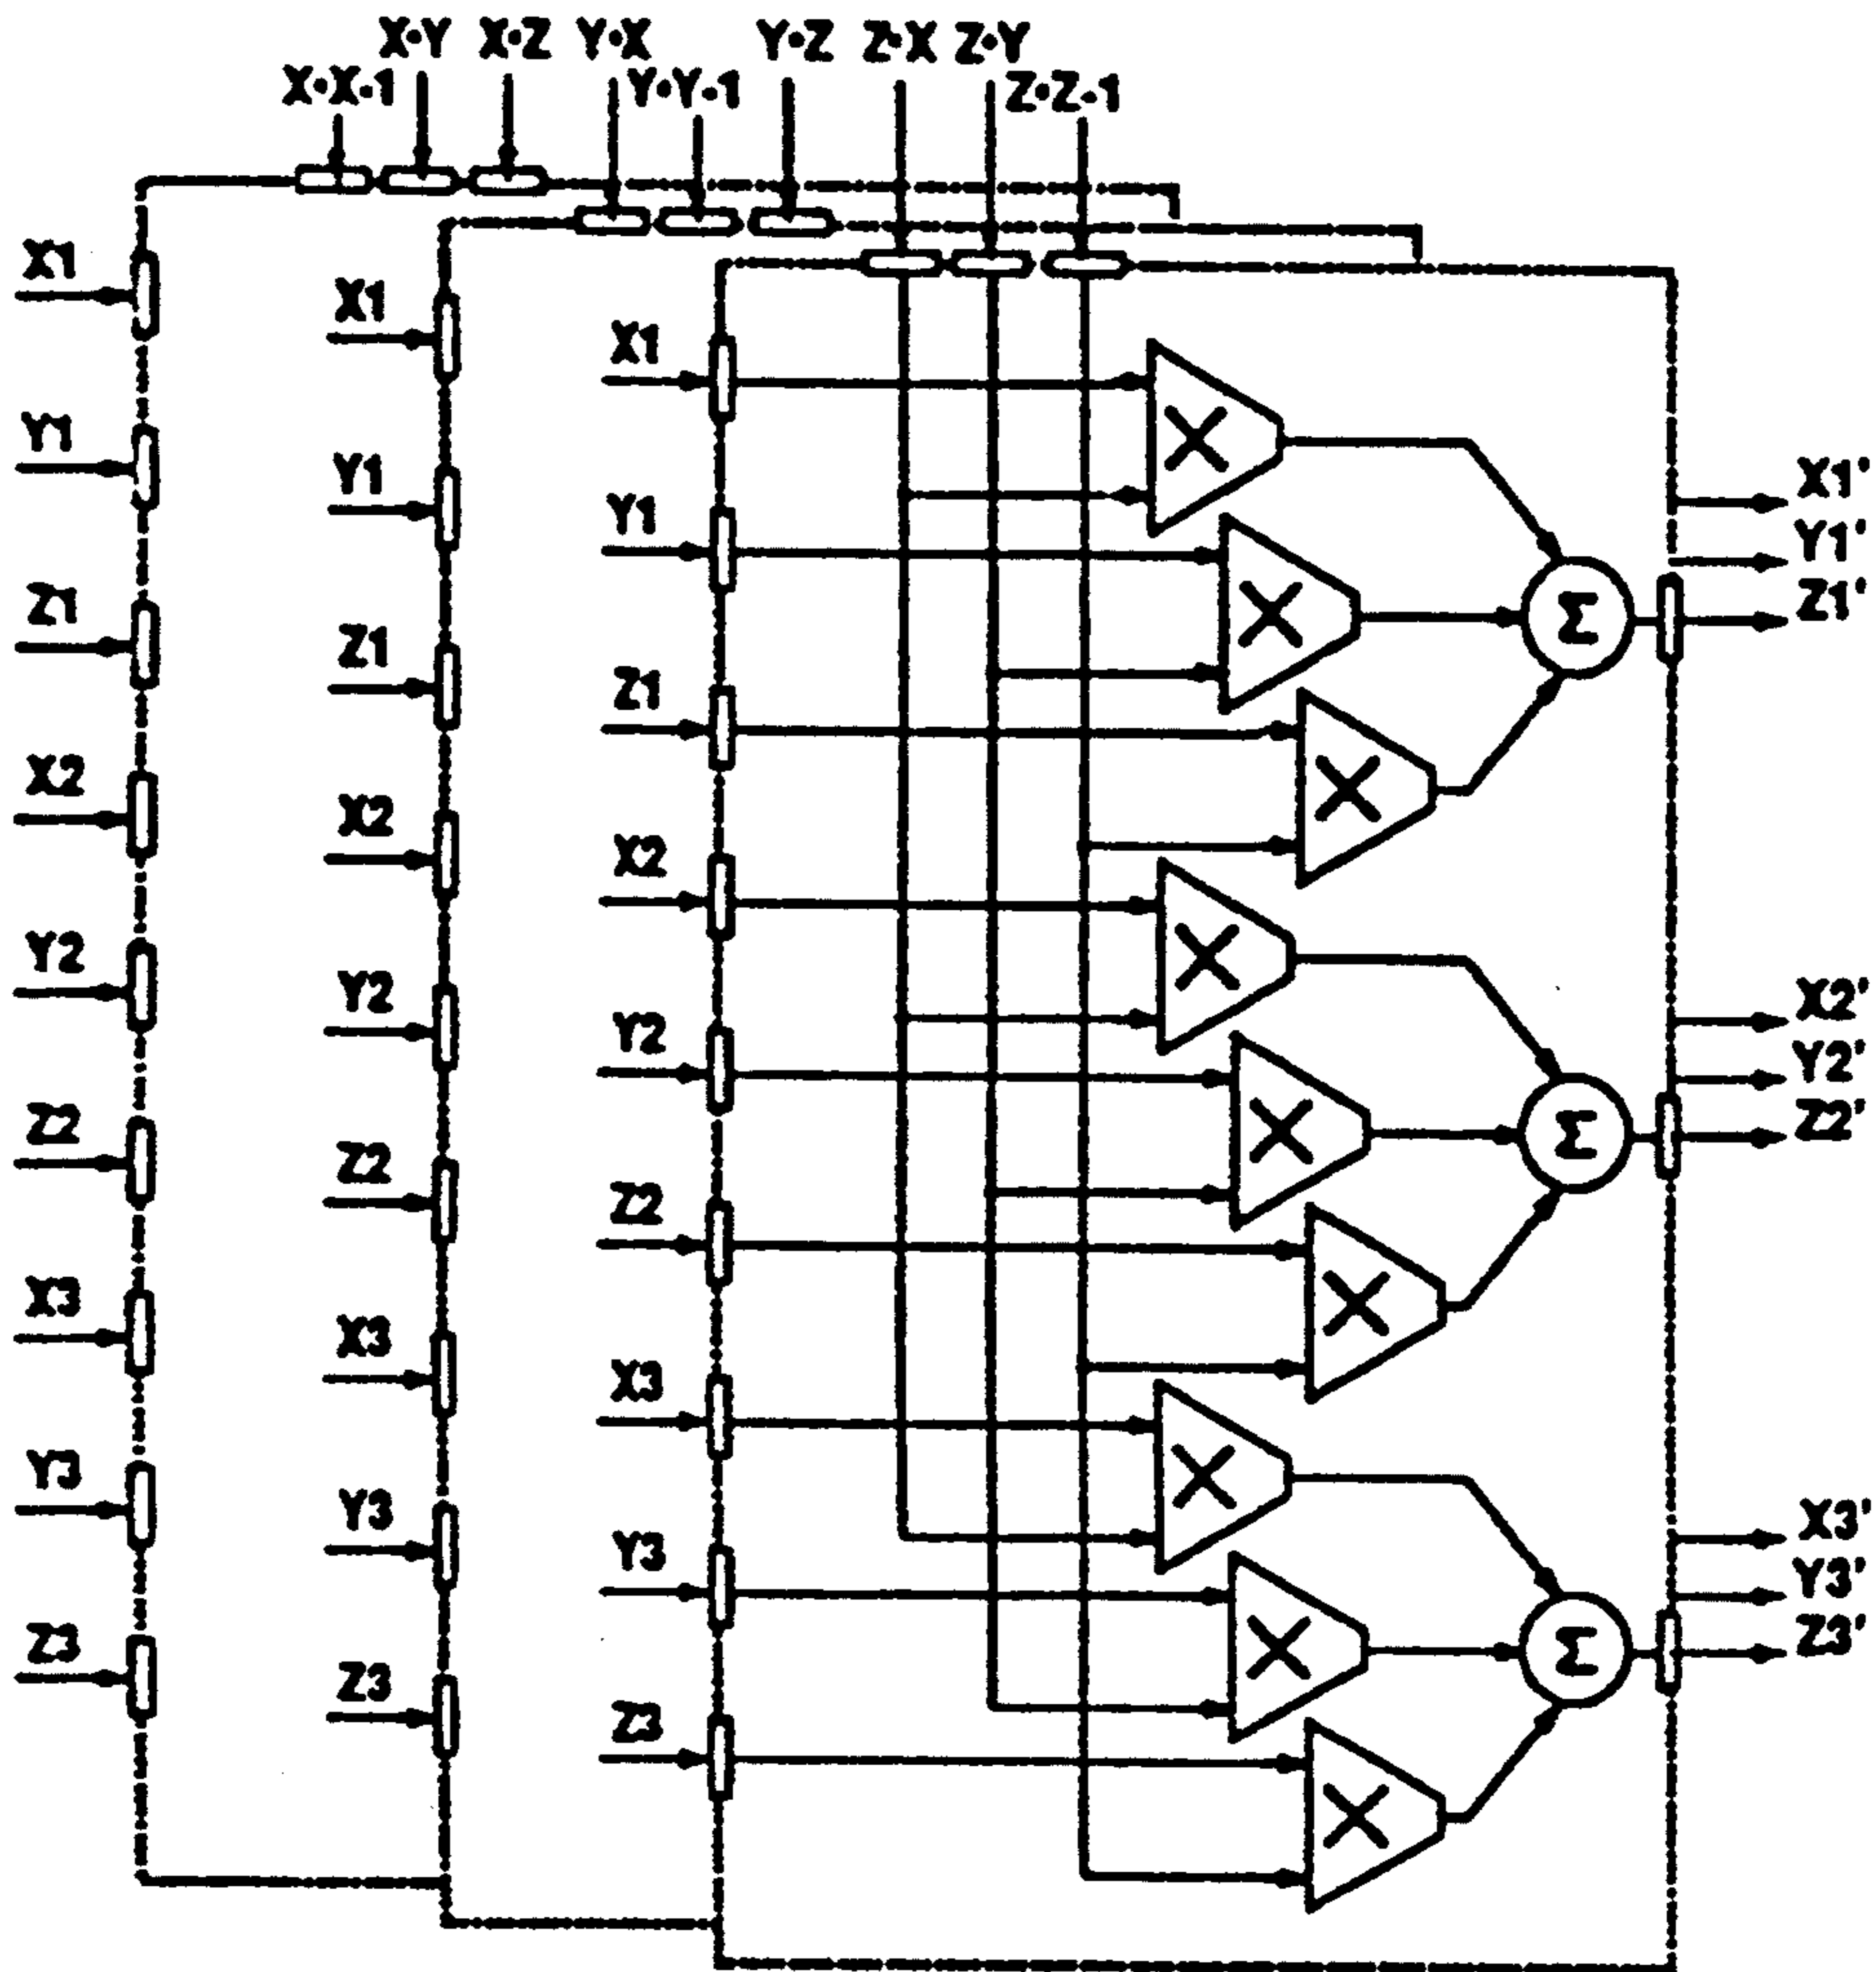 X•Y X•Z Y•X Y•Z Z•X Z•Y
X•X-1 Y•Y-1 Z•Z-1
X1 X1 X1
Y1 Y1 Y1
Z1 Z1 Z1
X2 X2 X2
Y2 Y2 Y2
Z2 Z2 Z2
X3 X3 X3
Y3 Y3 Y3
Z3 Z3 Z3
X
X
X
Σ
X1'
Y1'
Z1'
X
X
X
Σ
X2'
Y2'
Z2'
X
X
X
Σ
X3'
Y3'
Z3'